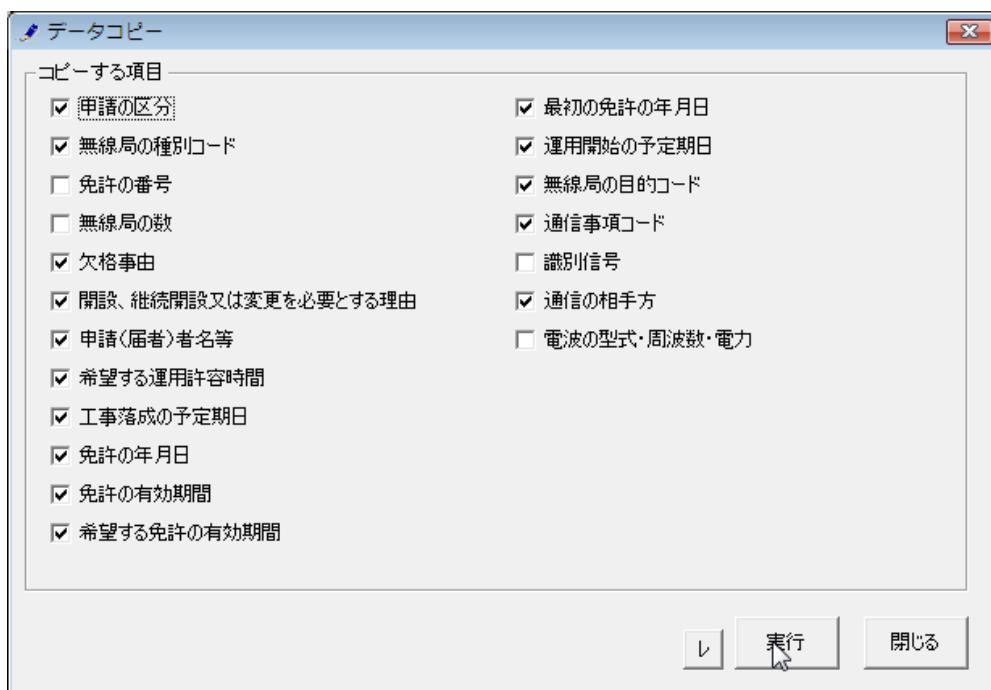 データコピー
コピーする項目
申請の区分
無線局の種別コード
免許の番号
無線局の数
欠格事由
開設、継続開設又は変更を必要とする理由
申請(届者)者名等
希望する運用許容時間
工事落成の予定期日
免許の年月日
免許の有効期間
希望する免許の有効期間
最初の免許の年月日
運用開始の予定期日
無線局の目的コード
通信事項コード
識別信号
通信の相手方
電波の型式・周波数・電力
レ
実行
閉じる